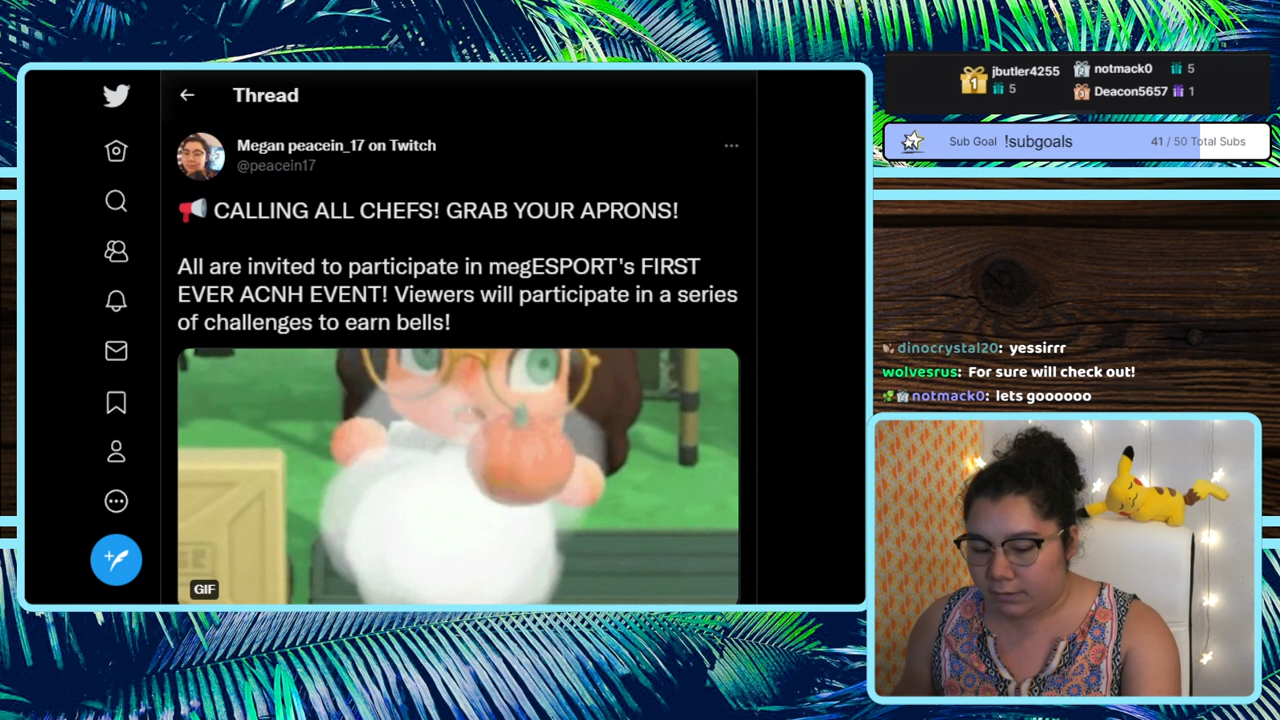 Thread
Megan peacein_17 on Twitch
@peacein17
CALLING ALL CHEFS! GRAB YOUR APRONS!
All are invited to participate in megESPORT's FIRST
EVER ACNH EVENT! Viewers will participate in a series
of challenges to earn bells!
GIF
1 jbutler4255
5
notmack0 5
Deacon5657 1
Sub Goal !subgoals 41 / 50 Total Subs
dinocrystal20: yessirrr
wolvesrus: For sure will check out!
notmack0: lets goooooo